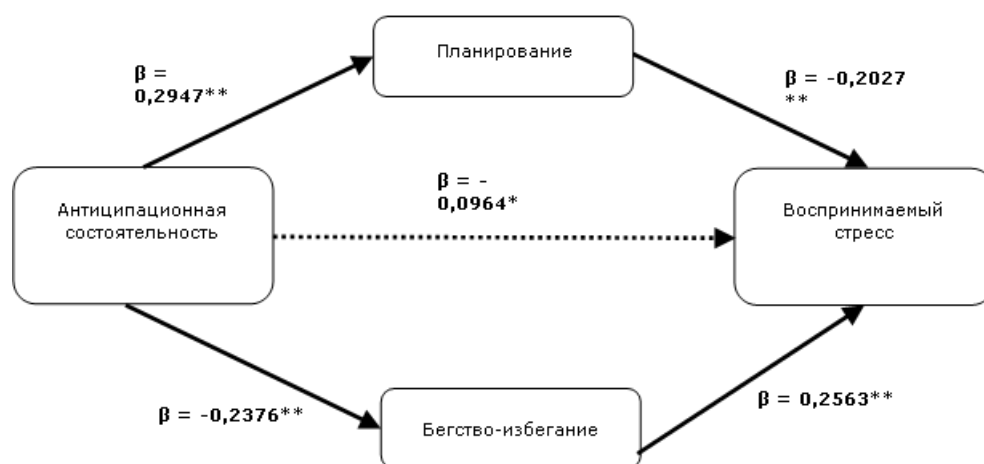 Планирование
β =
0,2947**
β = -0,2027
**
β = -
0,0964*
Антиципационная
состоятельность
Воспринимаемый
стресс
β = -0,2376**
β = 0,2563**
Бегство-избегание